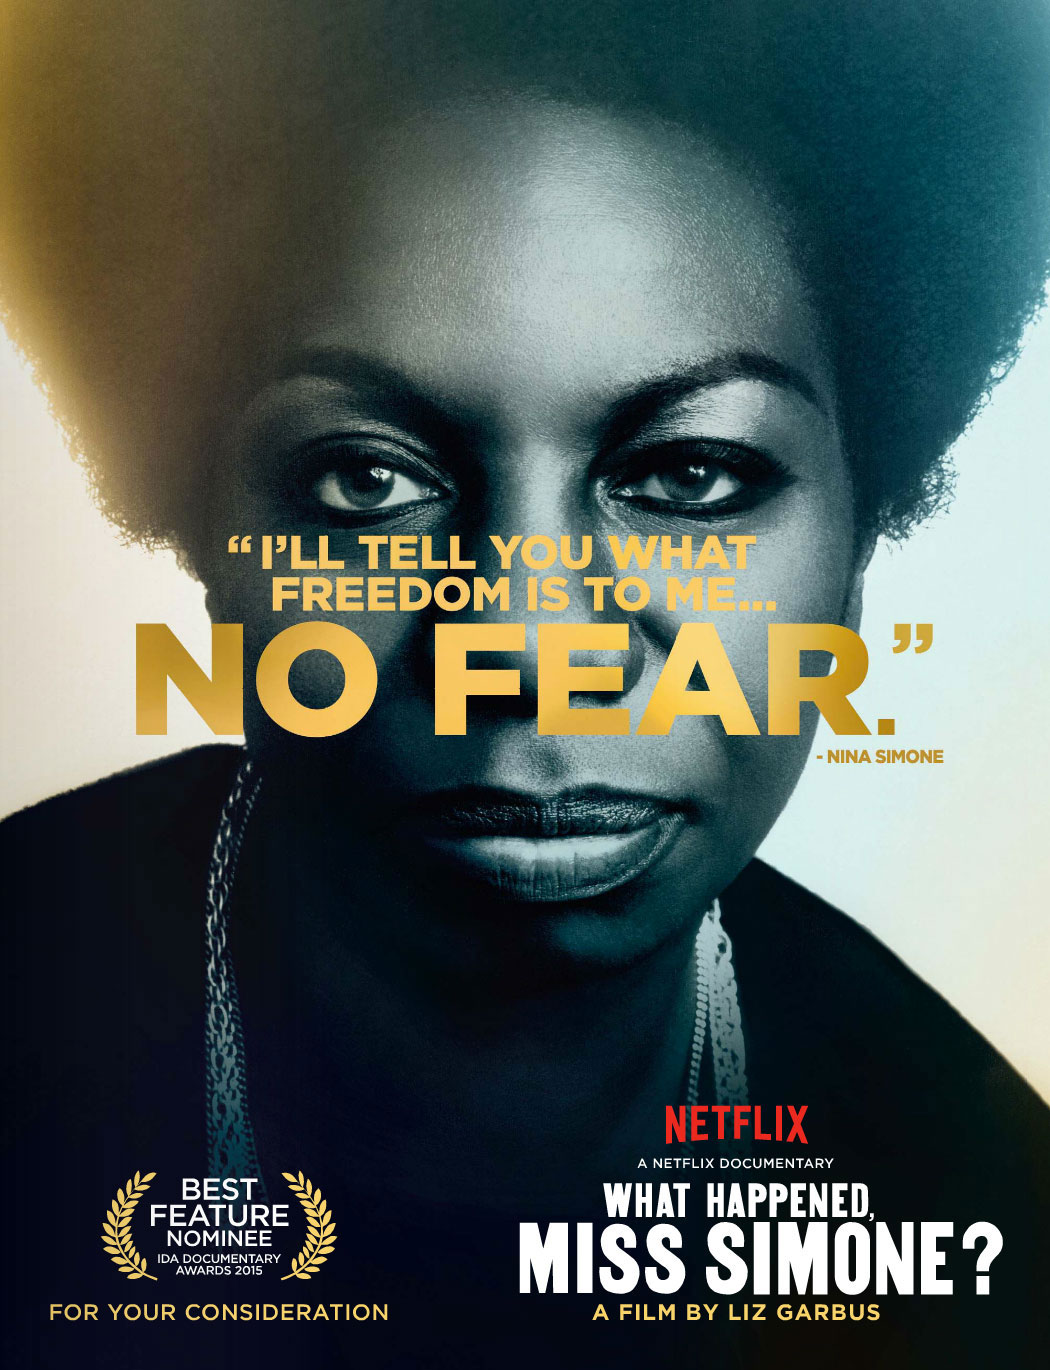 “I’LL TELL YOU WHAT
FREEDOM IS TO ME...
NO FEAR.”
- NINA SIMONE
NETFLIX
A NETFLIX DOCUMENTARY
WHAT HAPPENED,
MISS SIMONE?
A FILM BY LIZ GARBUS
BEST
FEATURE
NOMINEE
IDA DOCUMENTARY
AWARDS 2015
FOR YOUR CONSIDERATION